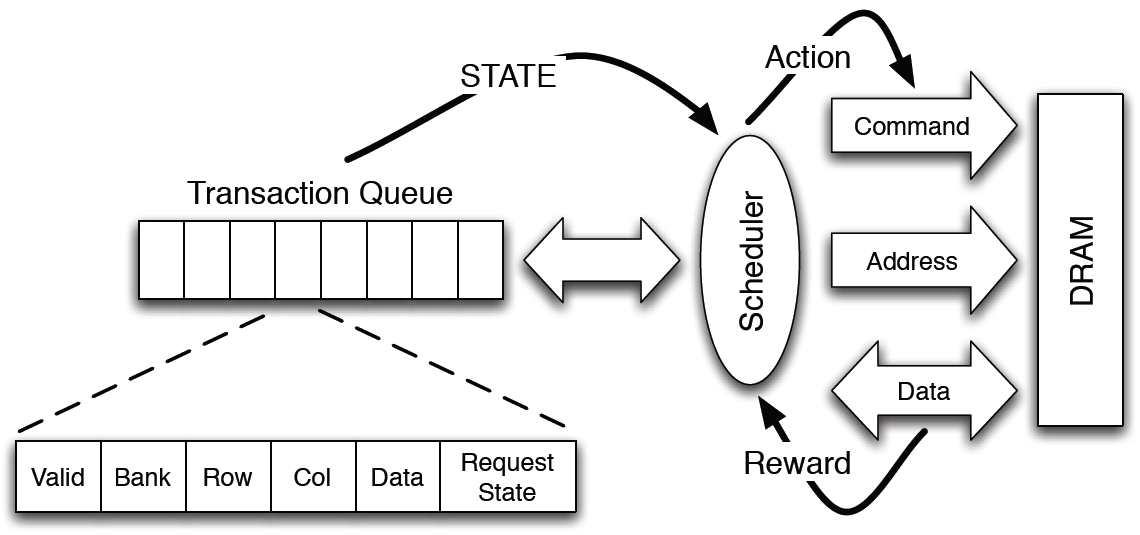 STATE
Action
Command
Transaction Queue
Scheduler
Address
DRAM
Data
Reward
Valid
Bank
Row
Col
Data
Request
State